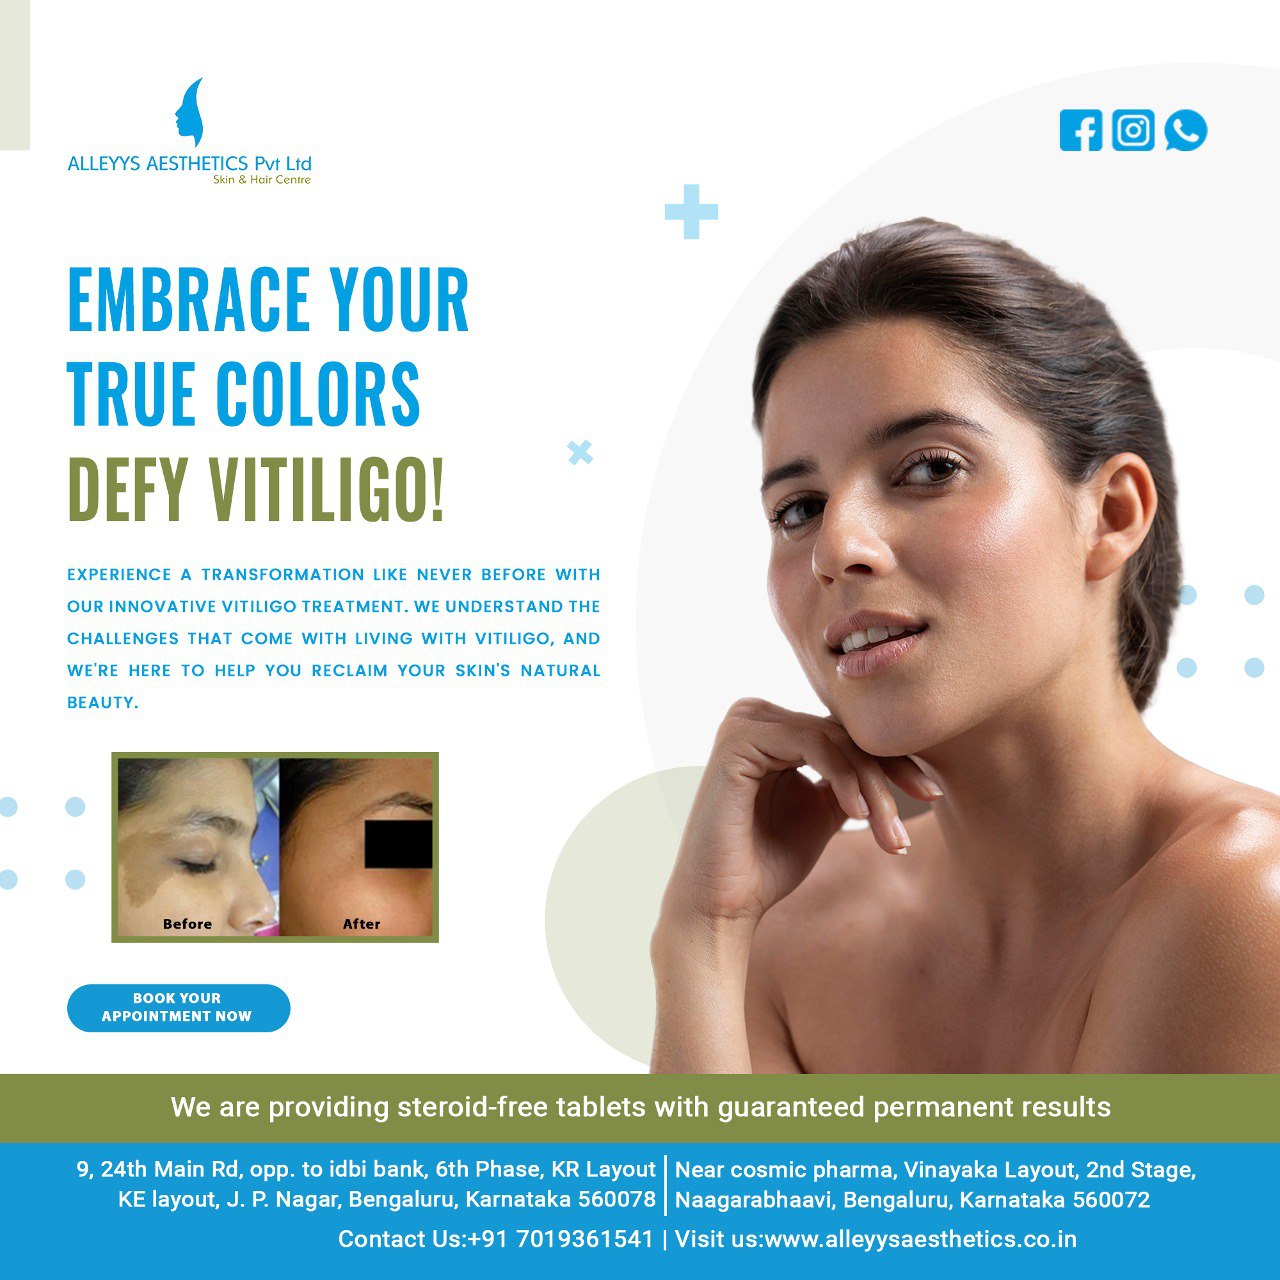 ALLEYYS AESTHETICS Pvt Ltd
Skin & Hair Centre
EMBRACE YOUR
TRUE COLORS
DEFY VITILIGO!
EXPERIENCE A TRANSFORMATION LIKE NEVER BEFORE WITH
OUR INNOVATIVE VITILIGO TREATMENT. WE UNDERSTAND THE
CHALLENGES THAT COME WITH LIVING WITH VITILIGO, AND
WE'RE HERE TO HELP YOU RECLAIM YOUR SKIN'S NATURAL
BEAUTY.
Before
After
BOOK YOUR
APPOINTMENT NOW
We are providing steroid-free tablets with guaranteed permanent results
9, 24th Main Rd, opp. to idbi bank, 6th Phase, KR Layout
KE layout, J. P. Nagar, Bengaluru, Karnataka 560078
Near cosmic pharma, Vinayaka Layout, 2nd Stage,
Naagarabhaavi, Bengaluru, Karnataka 560072
Contact Us:+91 7019361541 | Visit us:www.alleyysaesthetics.co.in